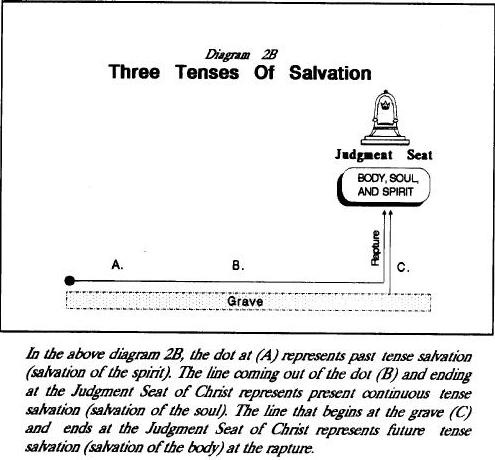 Diagram 2B
Three Tenses Of Salvation
Judgment Seat
BODY, SOUL,
AND SPIRIT
Rapture
A.
B.
C.
Grave
In the above diagram 2B, the dot at (A) represents past tense salvation
(salvation of the spirit). The line coming out of the dot (B) and ending
at the Judgment Seat of Christ represents present continuous tense
salvation (salvation of the soul). The line that begins at the grave (C)
and ends at the Judgment Seat of Christ represents future tense
salvation (salvation of the body) at the rapture.